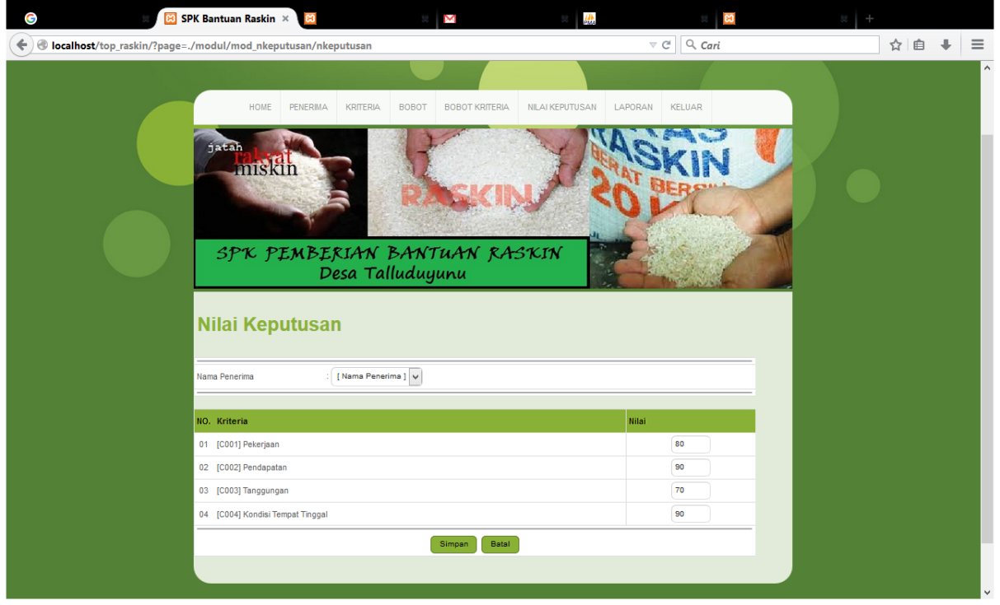 SPK Bantuan Raskin ×
localhost/top_raskin/?page=./modul/mod_nkeputusan/nkeputusan
Cari
HOME PENERIMA KRITERIA BOBOT BOBOT KRITERIA NILAI KEPUTUSAN LAPORAN KELUAR
jatah
rakyat
miskin
RASKIN
RASKIN
20
SPK PEMBERIAN BANTUAN RASKIN
Desa Talluduyunu
Nilai Keputusan
Nama Penerima : [ Nama Penerima ]
NO. Kriteria Nilai
01 [C001] Pekerjaan 80
02 [C002] Pendapatan 90
03 [C003] Tanggungan 70
04 [C004] Kondisi Tempat Tinggal 90
Simpan Batal